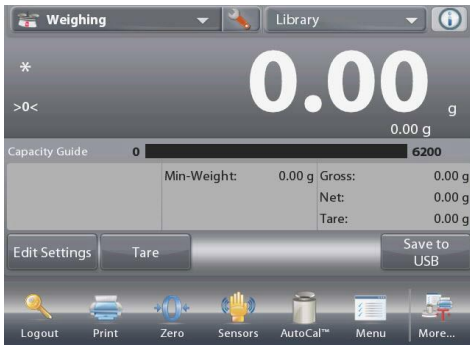 Weighing Library
*
>0<
0.00 g
0.00 g
Capacity Guide 0 6200
Min-Weight: 0.00 g Gross: 0.00 g
Net: 0.00 g
Tare: 0.00 g
Edit Settings Tare Save to USB
Logout Print →0← Zero Sensors AutoCal™ Menu More...